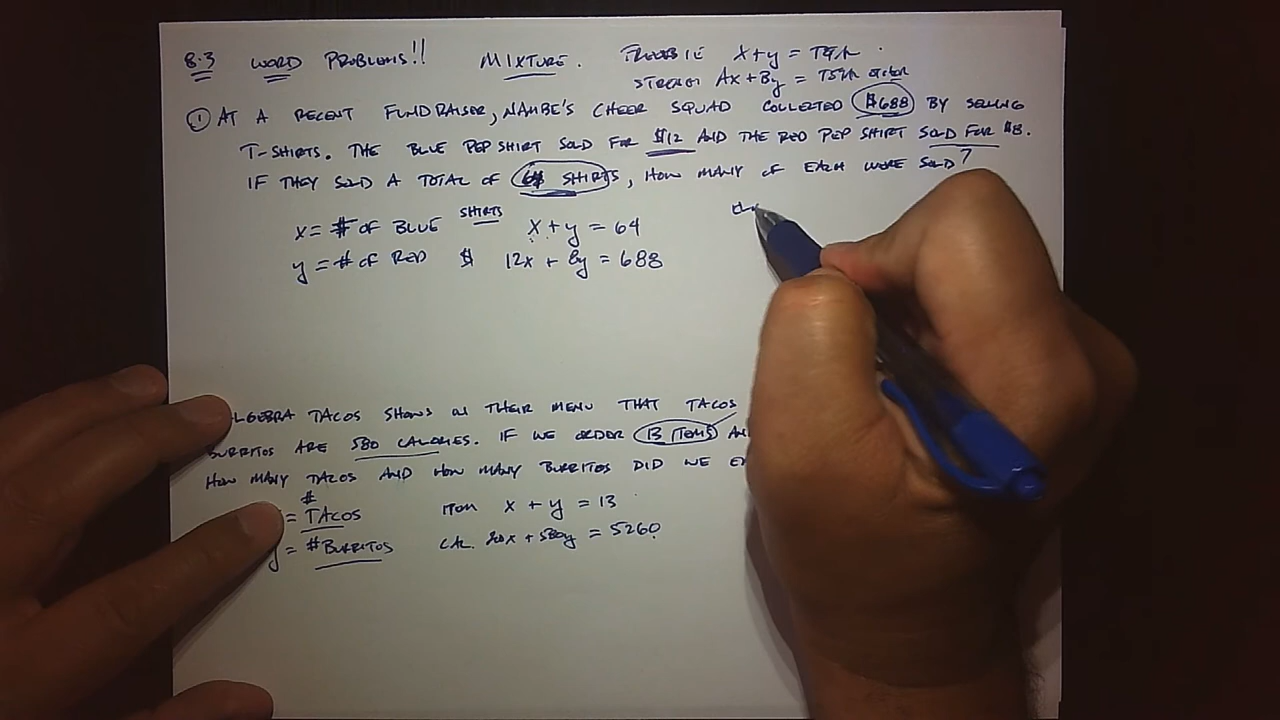 8.3 WORD PROBLEMS!! MIXTURE. FREEBIE X+y =
Ax+By =
① AT A RECENT FUNDRAISER, NAMBE'S CHEER SQUAD COLLECTED $688 BY SELLING
T-SHIRTS. THE BLUE PEP SHIRT SOLD FOR $12 AND THE RED PEP SHIRT SOLD FOR $8.
IF THEY SOLD A TOTAL OF 64 SHIRTS, HOW MANY OF EACH WERE SOLD?
x = # OF BLUE SHIRTS x + y = 64
y = # OF RED $ 12x + 8y = 688
LGEBRA TACOS SHOWS ON THEIR MENU THAT TACOS
BURRITOS ARE 580 CALORIES. IF WE ORDER 13 ITEMS AN
HOW MANY TACOS AND HOW MANY BURRITOS DID WE
= # TACOS ITEM x + y = 13
y = # BURRITOS CAL. x + 580y = 5260